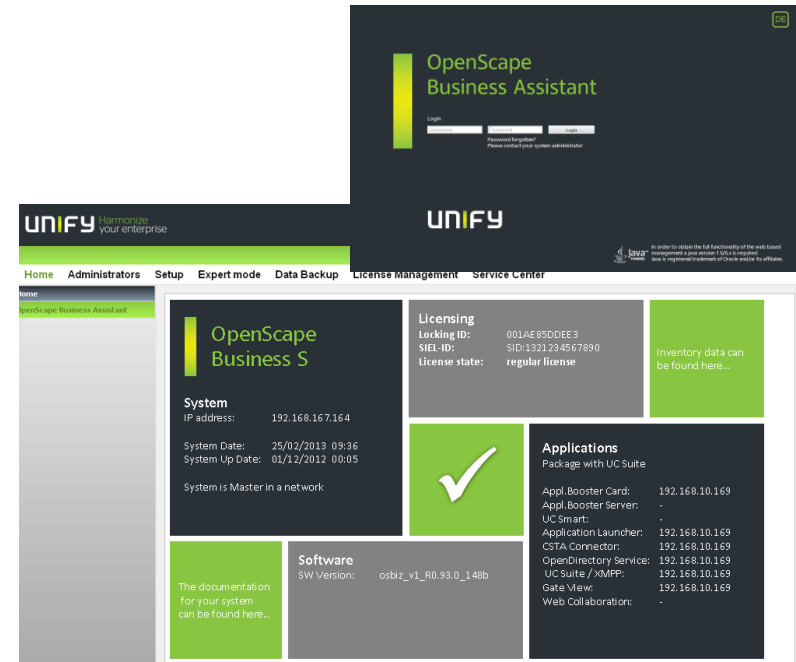 DE
OpenScape
Business Assistant
Login
Username
Password
Login
Password forgotten?
Please contact your system administrator
UNIFY
Java
POWERED
In order to obtain the full functionality of the web based
management a Java version 1.6/6.x is required.
Java is registered trademark of Oracle and/or its affiliates.
UNIFY Harmonize
your enterprise
Home Administrators Setup Expert mode Data Backup License Management Service Center
Home
OpenScape Business Assistant
OpenScape
Business S
System
IP address: 192.168.167.164
System Date: 25/02/2013 09:36
System Up Date: 01/12/2012 00:05
System is Master in a network
Licensing
Locking ID: 001AE85DDEE3
SIEL-ID: SID:1321234567890
License state: regular license
Inventory data can
be found here...
Applications
Package with UC Suite
Appl.Booster Card: 192.168.10.169
Appl.Booster Server: -
UC Smart: -
Application Launcher: 192.168.10.169
CSTA Connector: 192.168.10.169
OpenDirectory Service: 192.168.10.169
UC Suite / XMPP: 192.168.10.169
Gate View: 192.168.10.169
Web Collaboration: -
The documentation
for your system
can be found here...
Software
SW Version: osbiz_v1_R0.93.0_148b